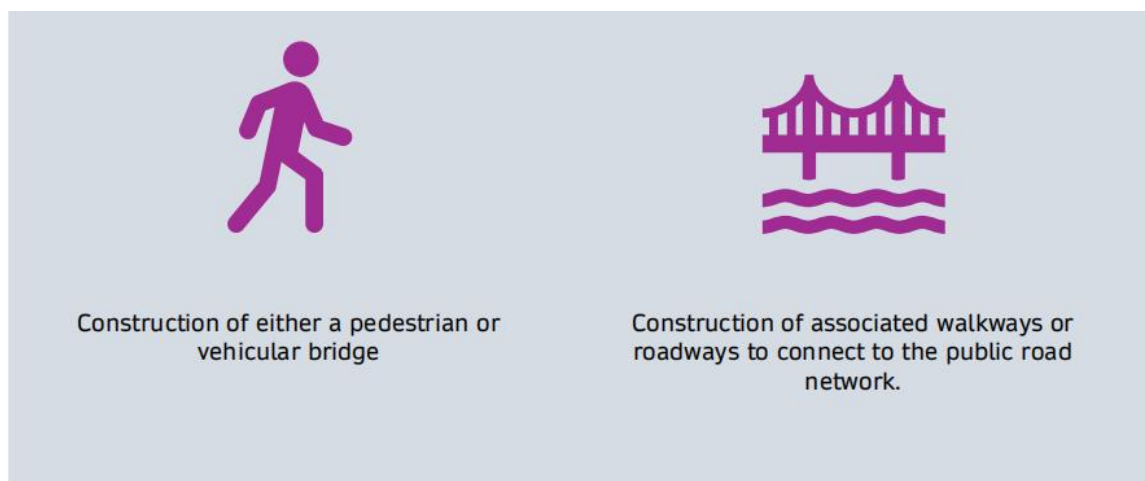 Construction of either a pedestrian or
vehicular bridge
Construction of associated walkways or
roadways to connect to the public road
network.